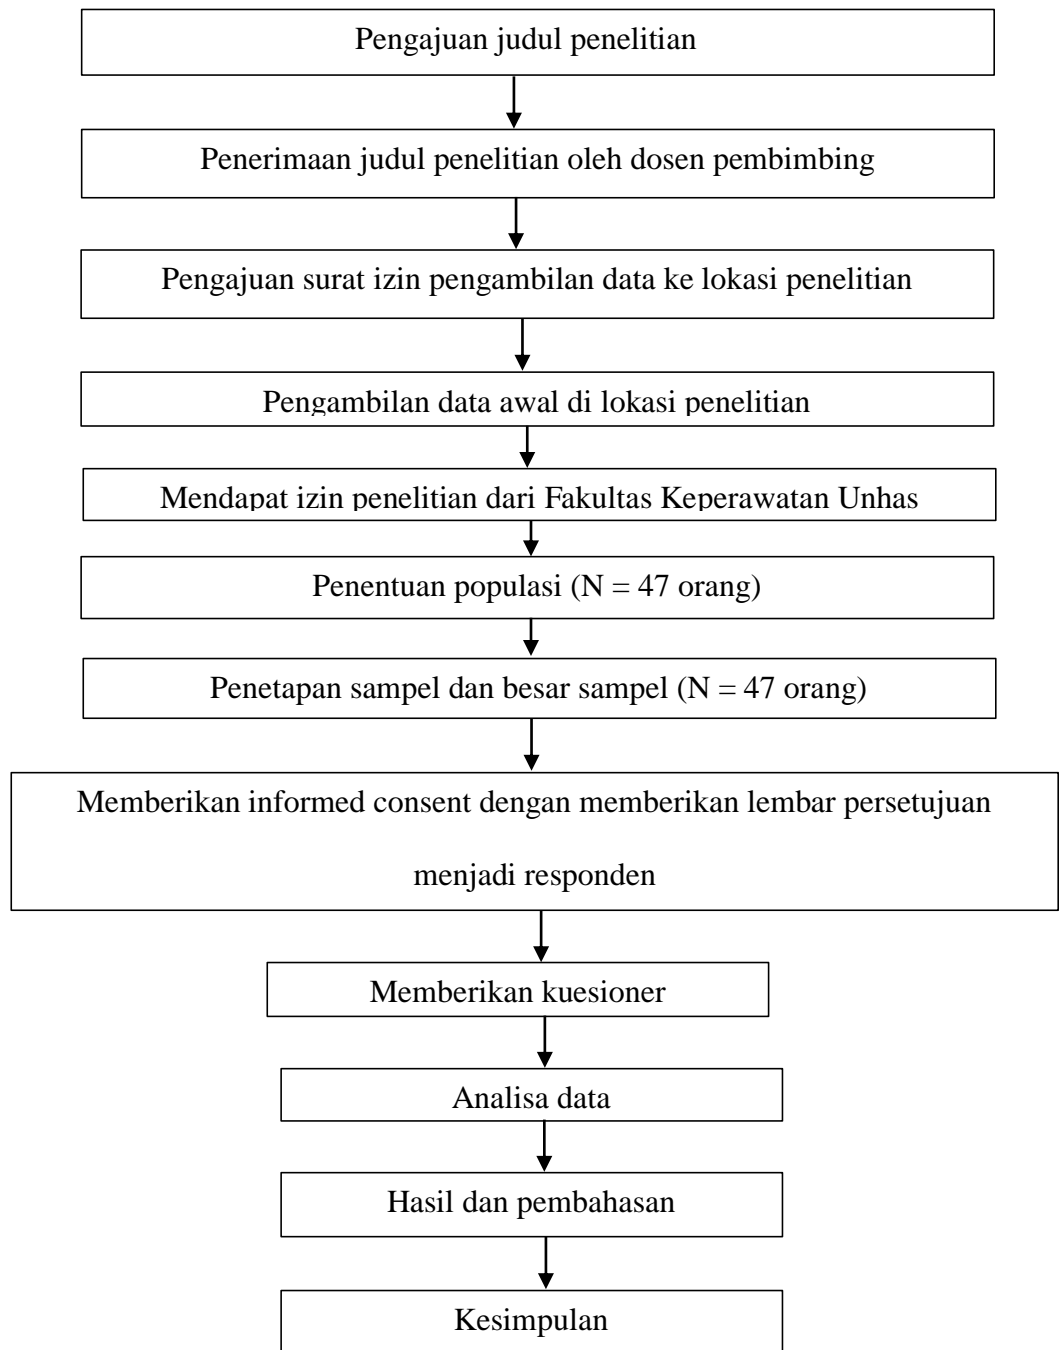 Pengajuan judul penelitian
Penerimaan judul penelitian oleh dosen pembimbing
Pengajuan surat izin pengambilan data ke lokasi penelitian
Pengambilan data awal di lokasi penelitian
Mendapat izin penelitian dari Fakultas Keperawatan Unhas
Penentuan populasi (N = 47 orang)
Penetapan sampel dan besar sampel (N = 47 orang)
Memberikan informed consent dengan memberikan lembar persetujuan
menjadi responden
Memberikan kuesioner
Analisa data
Hasil dan pembahasan
Kesimpulan